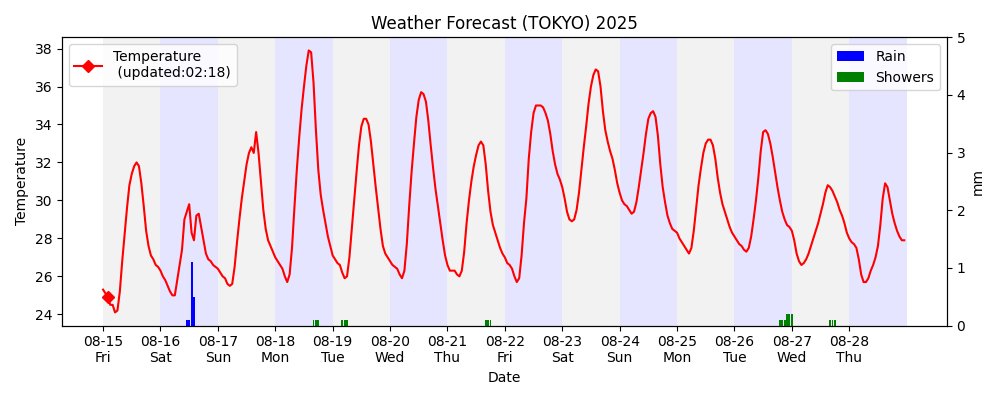 Weather Forecast (TOKYO) 2025
Temperature
(updated:02:18)
Rain
Showers
38
36
34
32
30
28
26
24
Temperature
5
4
3
2
1
0
mm
08-15 08-16 08-17 08-18 08-19 08-20 08-21 08-22 08-23 08-24 08-25 08-26 08-27 08-28
Fri Sat Sun Mon Tue Wed Thu Fri Sat Sun Mon Tue Wed Thu
Date